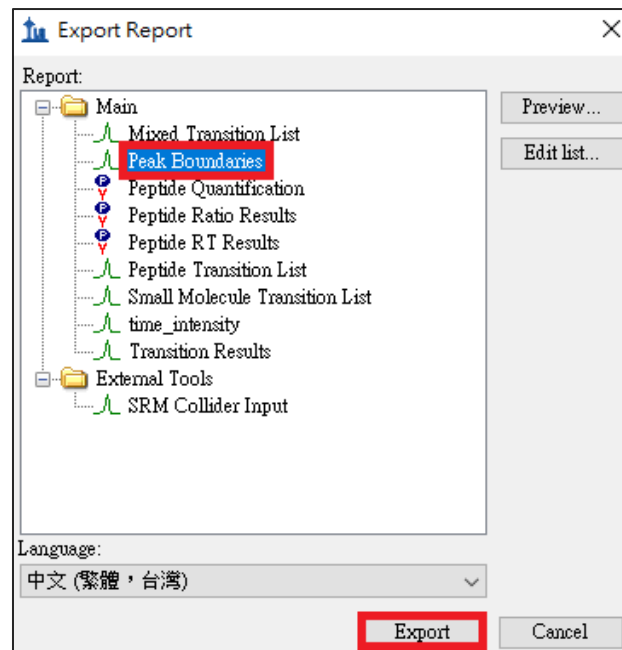 Export Report
Report:
Main
Mixed Transition List
Peak Boundaries
Peptide Quantification
Peptide Ratio Results
Peptide RT Results
Peptide Transition List
Small Molecule Transition List
time_intensity
Transition Results
External Tools
SRM Collider Input
Preview...
Edit list...
Language:
中文 (繁體，台灣)
Export
Cancel